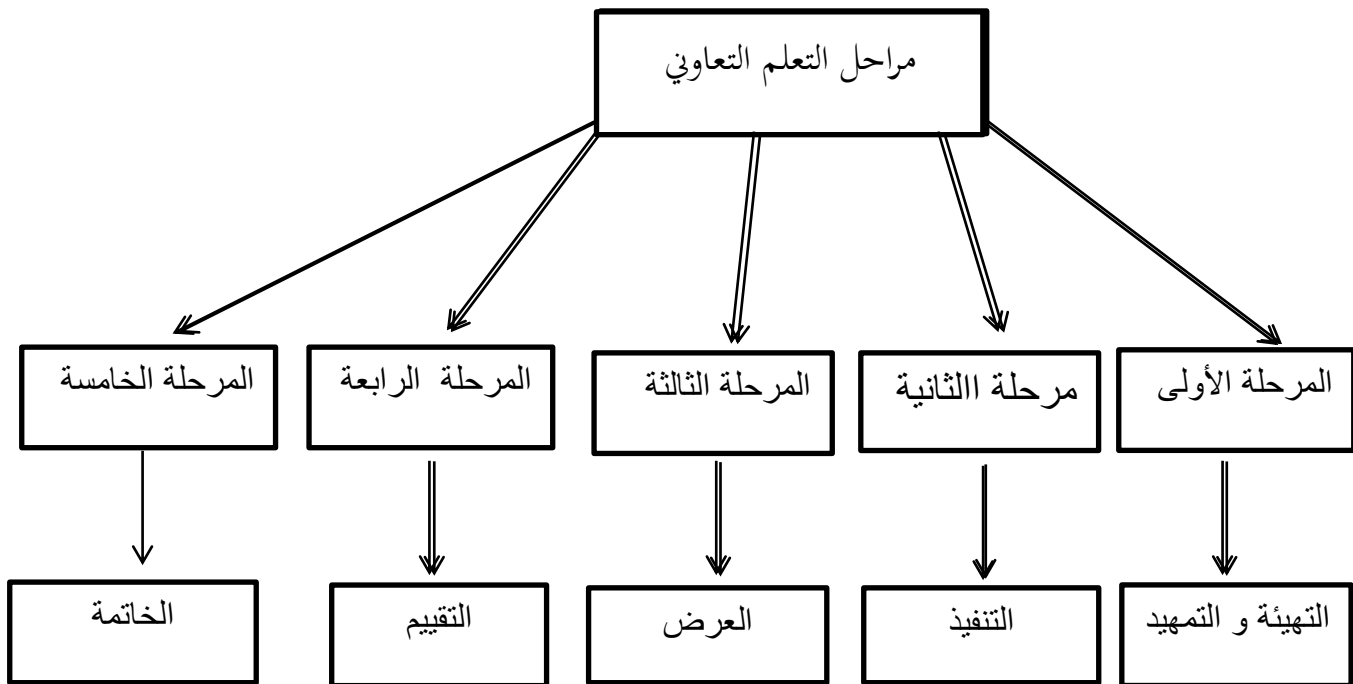 مراحل التعلم التعاوني
المرحلة الأولى
مرحلة االثانية
المرحلة الثالثة
المرحلة الرابعة
المرحلة الخامسة
التهيئة و التمهيد
التنفيذ
العرض
التقييم
الخاتمة